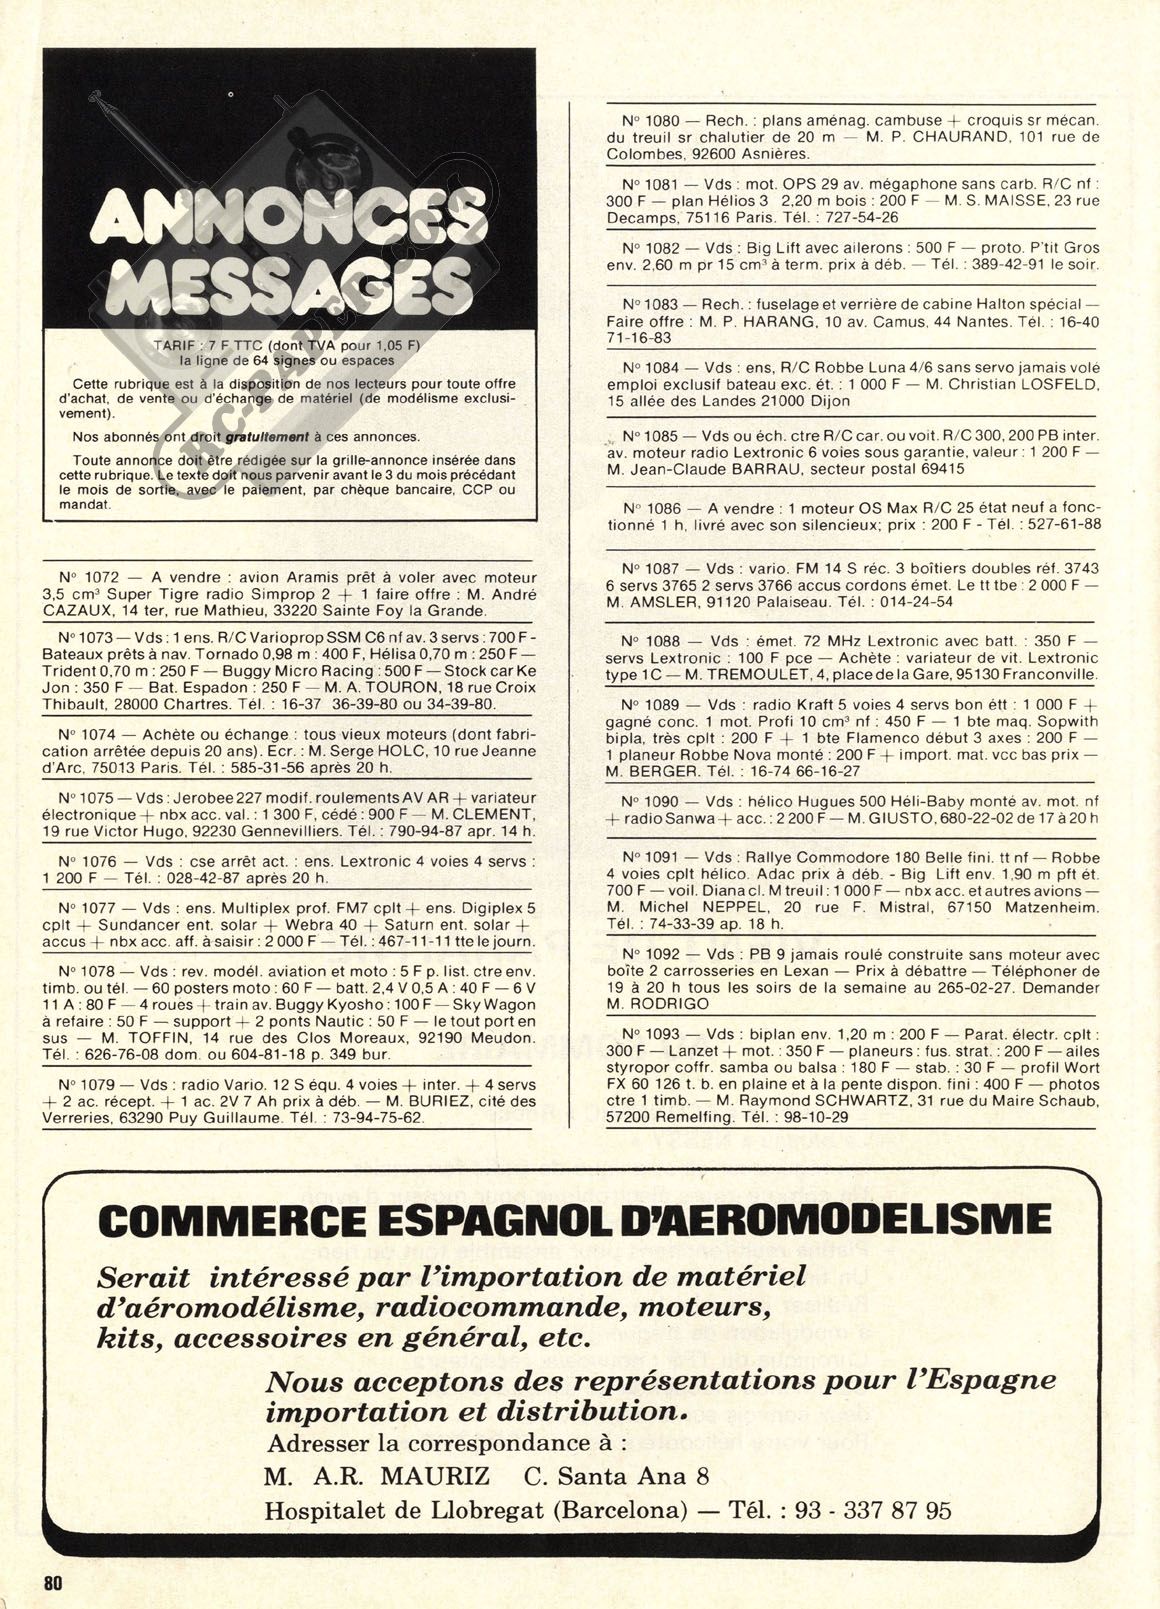 ANNONCES
MESSAGES
RC-PAPER.COM
TARIF : 7 F TTC (dont TVA pour 1,05 F)
la ligne de 64 signes ou espaces
Cette rubrique est à la disposition de nos lecteurs pour toute offre
d'achat, de vente ou d'échange de matériel (de modélisme exclusi-
vement).
Nos abonnés ont droit gratuitement à ces annonces.
Toute annonce doit être rédigée sur la grille-annonce insérée dans
cette rubrique. Le texte doit nous parvenir avant le 3 du mois précédant
le mois de sortie, avec le paiement, par chèque bancaire, CCP ou
mandat.
N° 1072 — A vendre : avion Aramis prêt à voler avec moteur
3,5 cm³ Super Tigre radio Simprop 2 + 1 faire offre : M. André
CAZAUX, 14 ter, rue Mathieu, 33220 Sainte Foy la Grande.
N° 1073 — Vds : 1 ens. R/C Varioprop SSM C6 nf av. 3 servs : 700 F -
Bateaux prêts à nav. Tornado 0,98 m : 400 F, Hélisa 0,70 m : 250 F —
Trident 0,70 m : 250 F — Buggy Micro Racing : 500 F — Stock car Ke
Jon : 350 F — Bat. Espadon : 250 F — M. A. TOURON, 18 rue Croix
Thibault, 28000 Chartres. Tél. : 16-37 36-39-80 ou 34-39-80.
N° 1074 — Achète ou échange : tous vieux moteurs (dont fabri-
cation arrêtée depuis 20 ans). Ecr. : M. Serge HOLC, 10 rue Jeanne
d'Arc, 75013 Paris. Tél. : 585-31-56 après 20 h.
N° 1075 — Vds : Jerobee 227 modif. roulements AV AR + variateur
électronique + nbx acc. val. : 1 300 F, cédé : 900 F — M. CLEMENT,
19 rue Victor Hugo, 92230 Gennevilliers. Tél. : 790-94-87 apr. 14 h.
N° 1076 — Vds : cse arrêt act. : ens. Lextronic 4 voies 4 servs :
1 200 F — Tél. : 028-42-87 après 20 h.
N° 1077 — Vds : ens. Multiplex prof. FM7 cplt + ens. Digiplex 5
cplt + Sundancer ent. solar + Webra 40 + Saturn ent. solar +
accus + nbx acc. aff. à saisir : 2 000 F — Tél. : 467-11-11 tte le journ.
N° 1078 — Vds : rev. modél. aviation et moto : 5 F p. list. ctre env.
timb. ou tél. — 60 posters moto : 60 F — batt. 2,4 V 0,5 A : 40 F — 6 V
11 A : 80 F — 4 roues + train av. Buggy Kyosho : 100 F — Sky Wagon
à refaire : 50 F — support + 2 ponts Nautic : 50 F — le tout port en
sus — M. TOFFIN, 14 rue des Clos Moreaux, 92190 Meudon.
Tél. : 626-76-08 dom. ou 604-81-18 p. 349 bur.
N° 1079 — Vds : radio Vario. 12 S équ. 4 voies + inter. + 4 servs
+ 2 ac. récept. + 1 ac. 2V 7 Ah prix à déb. — M. BURIEZ, cité des
Verreries, 63290 Puy Guillaume. Tél. : 73-94-75-62.
N° 1080 — Rech. : plans aménag. cambuse + croquis sr mécan.
du treuil sr chalutier de 20 m — M. P. CHAURAND, 101 rue de
Colombes, 92600 Asnières.
N° 1081 — Vds : mot. OPS 29 av. mégaphone sans carb. R/C nf :
300 F — plan Hélios 3 2,20 m bois : 200 F — M. S. MAISSE, 23 rue
Decamps, 75116 Paris. Tél. : 727-54-26
N° 1082 — Vds : Big Lift avec ailerons : 500 F — proto. P'tit Gros
env. 2,60 m pr 15 cm³ à term. prix à déb. — Tél. : 389-42-91 le soir.
N° 1083 — Rech. : fuselage et verrière de cabine Halton spécial —
Faire offre : M. P. HARANG, 10 av. Camus, 44 Nantes. Tél. : 16-40
71-16-83
N° 1084 — Vds : ens, R/C Robbe Luna 4/6 sans servo jamais volé
emploi exclusif bateau exc. ét. : 1 000 F — M. Christian LOSFELD,
15 allée des Landes 21000 Dijon
N° 1085 — Vds ou éch. ctre R/C car. ou voit. R/C 300, 200 PB inter.
av. moteur radio Lextronic 6 voies sous garantie, valeur : 1 200 F —
M. Jean-Claude BARRAU, secteur postal 69415
N° 1086 — A vendre : 1 moteur OS Max R/C 25 état neuf a fonc-
tionné 1 h, livré avec son silencieux; prix : 200 F - Tél. : 527-61-88
N° 1087 — Vds : vario. FM 14 S réc. 3 boîtiers doubles réf. 3743
6 servs 3765 2 servs 3766 accus cordons émet. Le tt tbe : 2 000 F —
M. AMSLER, 91120 Palaiseau. Tél. : 014-24-54
N° 1088 — Vds : émet. 72 MHz Lextronic avec batt. : 350 F —
servs Lextronic : 100 F pce — Achète : variateur de vit. Lextronic
type 1C — M. TREMOULET, 4, place de la Gare, 95130 Franconville.
N° 1089 — Vds : radio Kraft 5 voies 4 servs bon étt : 1 000 F +
gagné conc. 1 mot. Profi 10 cm³ nf : 450 F — 1 bte maq. Sopwith
bipla, très cplt : 200 F + 1 bte Flamenco début 3 axes : 200 F —
1 planeur Robbe Nova monté : 200 F + import. mat. vcc bas prix —
M. BERGER. Tél. : 16-74 66-16-27
N° 1090 — Vds : hélico Hugues 500 Héli-Baby monté av. mot. nf
+ radio Sanwa + acc. : 2 200 F — M. GIUSTO, 680-22-02 de 17 à 20 h
N° 1091 — Vds : Rallye Commodore 180 Belle fini. tt nf — Robbe
4 voies cplt hélico. Adac prix à déb. - Big Lift env. 1,90 m pft ét.
700 F — voil. Diana cl. M treuil : 1 000 F — nbx acc. et autres avions —
M. Michel NEPPEL, 20 rue F. Mistral, 67150 Matzenheim.
Tél. : 74-33-39 ap. 18 h.
N° 1092 — Vds : PB 9 jamais roulé construite sans moteur avec
boîte 2 carrosseries en Lexan — Prix à débattre — Téléphoner de
19 à 20 h tous les soirs de la semaine au 265-02-27. Demander
M. RODRIGO
N° 1093 — Vds : biplan env. 1,20 m : 200 F — Parat. électr. cplt :
300 F — Lanzet + mot. : 350 F — planeurs : fus. strat. : 200 F — ailes
styropor coffr. samba ou balsa : 180 F — stab. : 30 F — profil Wort
FX 60 126 t. b. en plaine et à la pente dispon. fini : 400 F — photos
ctre 1 timb. — M. Raymond SCHWARTZ, 31 rue du Maire Schaub,
57200 Remelfing. Tél. : 98-10-29
COMMERCE ESPAGNOL D'AEROMODELISME
Serait intéressé par l'importation de matériel
d'aéromodélisme, radiocommande, moteurs,
kits, accessoires en général, etc.
Nous acceptons des représentations pour l'Espagne
importation et distribution.
Adresser la correspondance à :
M. A.R. MAURIZ C. Santa Ana 8
Hospitalet de Llobregat (Barcelona) — Tél. : 93 - 337 87 95
80